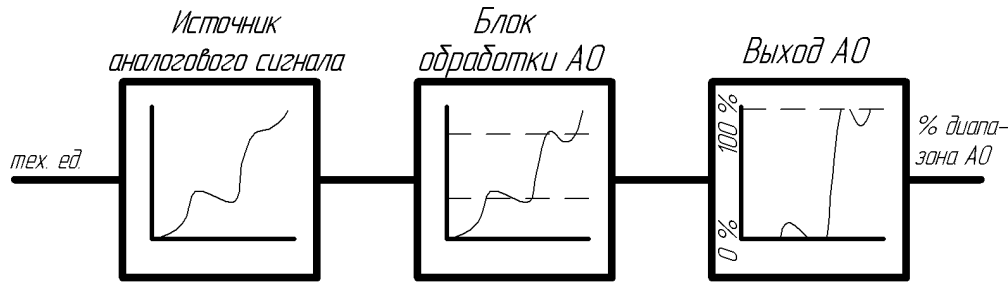 Источник
аналогового сигнала
Блок
обработки АО
Выход АО
тех. ед.
100 %
0 %
% диапа-
зона АО